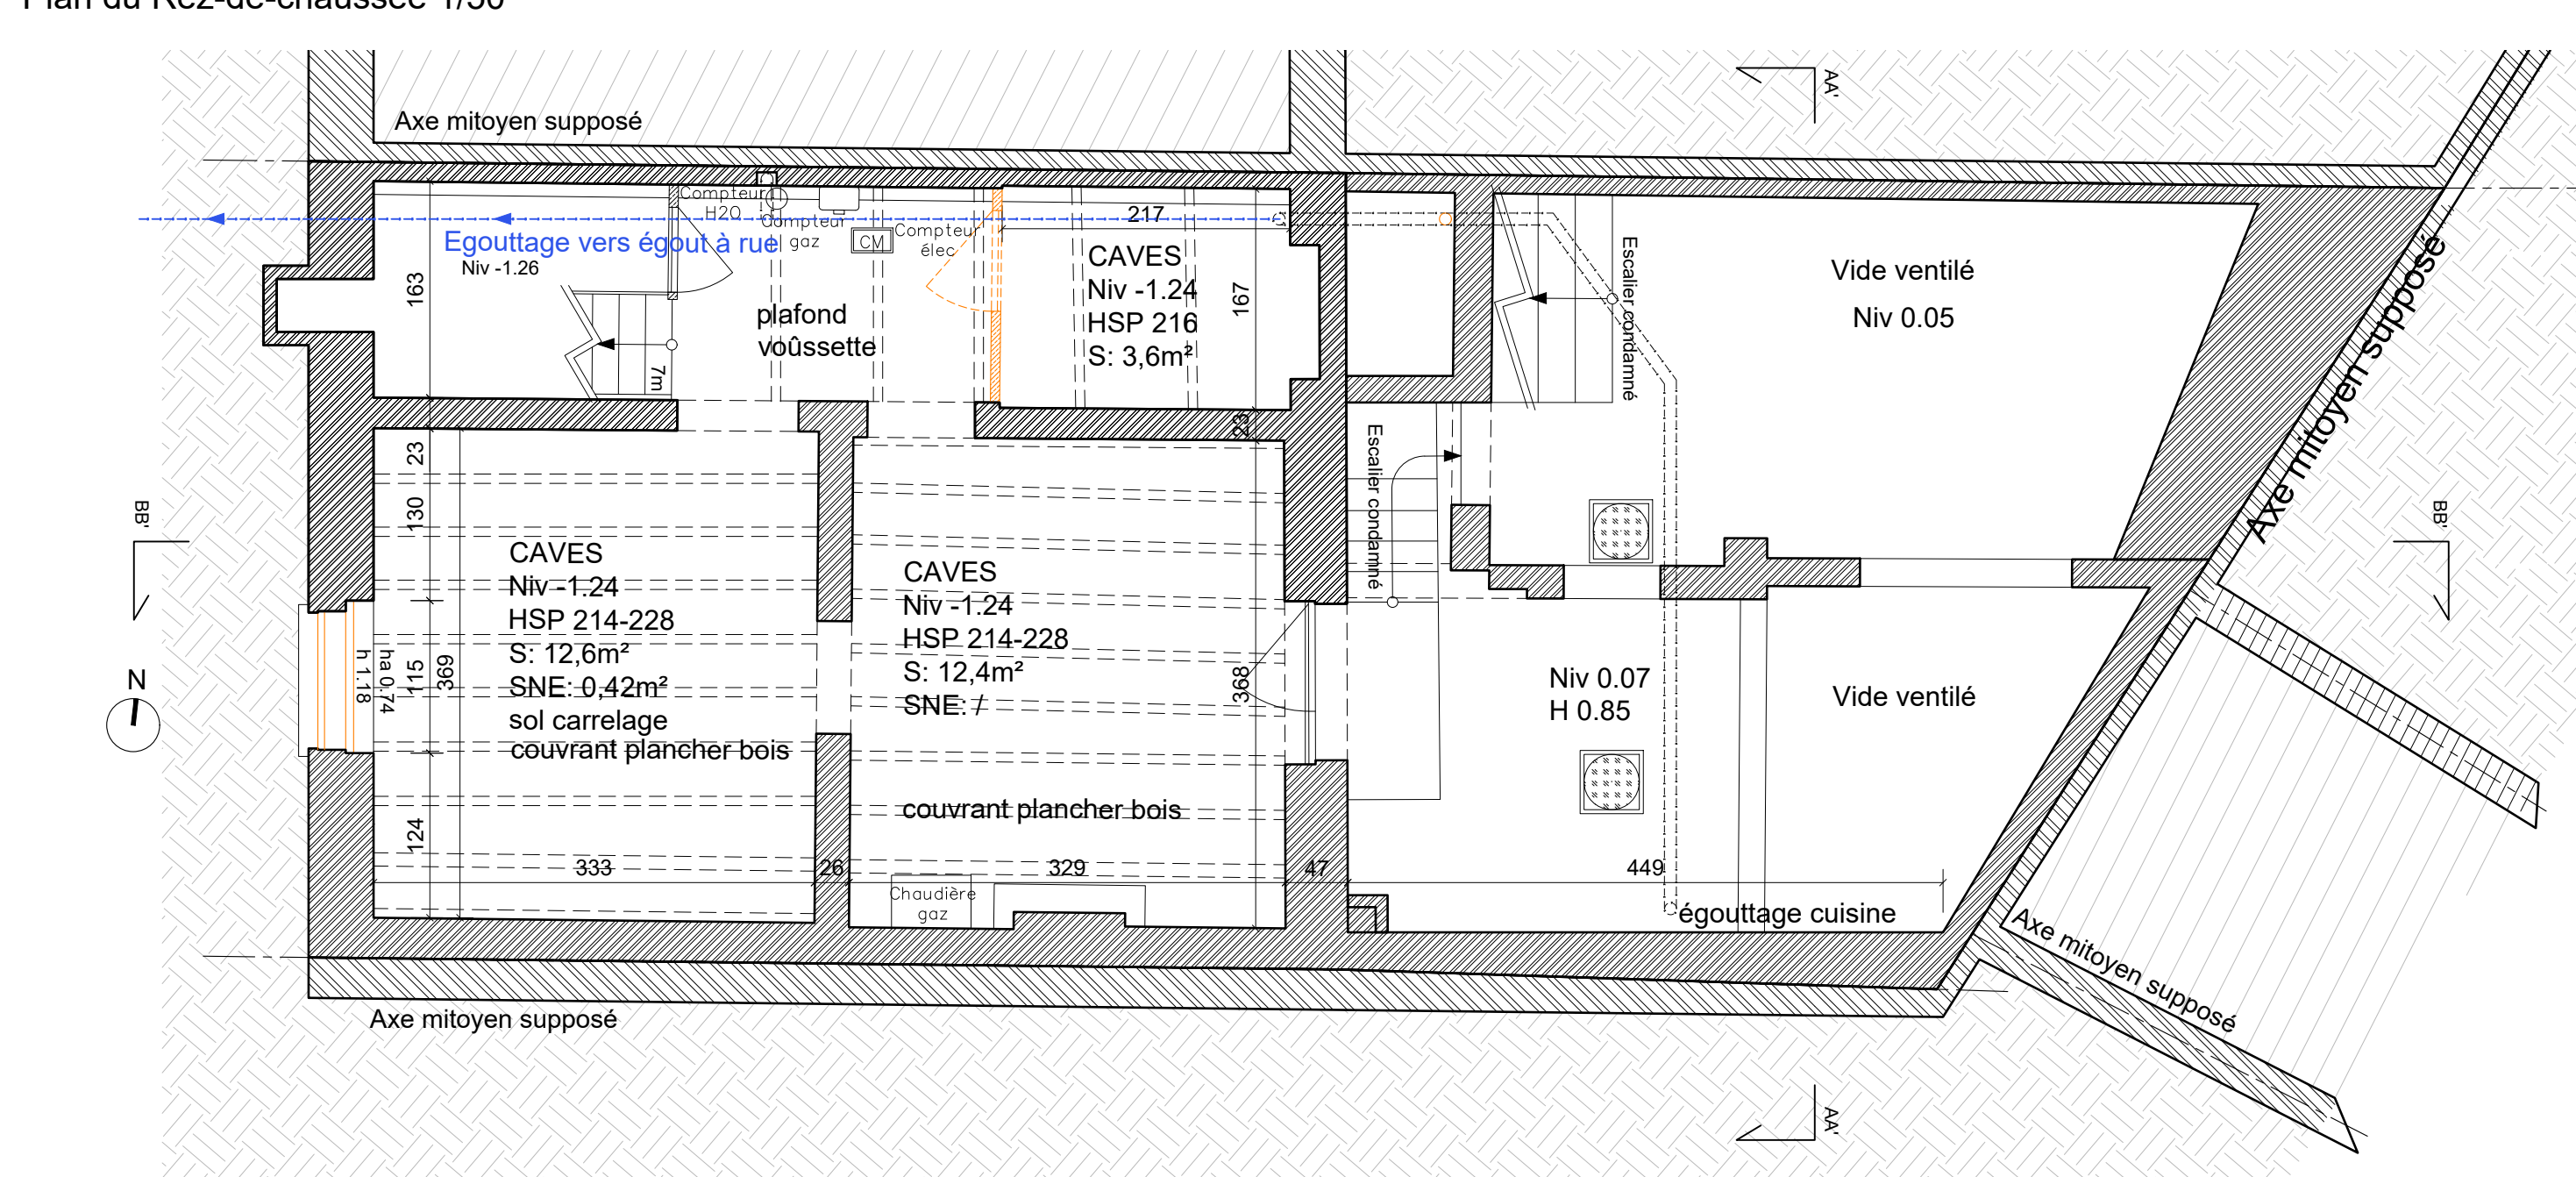 Plan du Rez-de-chaussée 1/50
AA'
Axe mitoyen supposé
Compteur
H2O
Compteur
gaz
CM
Compteur
élec
217
Egouttage vers égout à rue
Niv -1.26
163
plafond
voûssette
7m
CAVES
Niv -1.24
HSP 216
S: 3,6m²
167
23
Escalier condamné
Vide ventilé
Niv 0.05
Axe mitoyen supposé
BB'
BB'
N
23
130
115
369
124
ha 0.74
h 1.18
CAVES
Niv -1.24
HSP 214-228
S: 12,6m²
SNE: 0,42m²
sol carrelage
couvrant plancher bois
CAVES
Niv -1.24
HSP 214-228
S: 12,4m²
SNE: /
couvrant plancher bois
368
Escalier condamné
Niv 0.07
H 0.85
Vide ventilé
333
26
329
47
449
Chaudière
gaz
égouttage cuisine
Axe mitoyen supposé
Axe mitoyen supposé
AA'